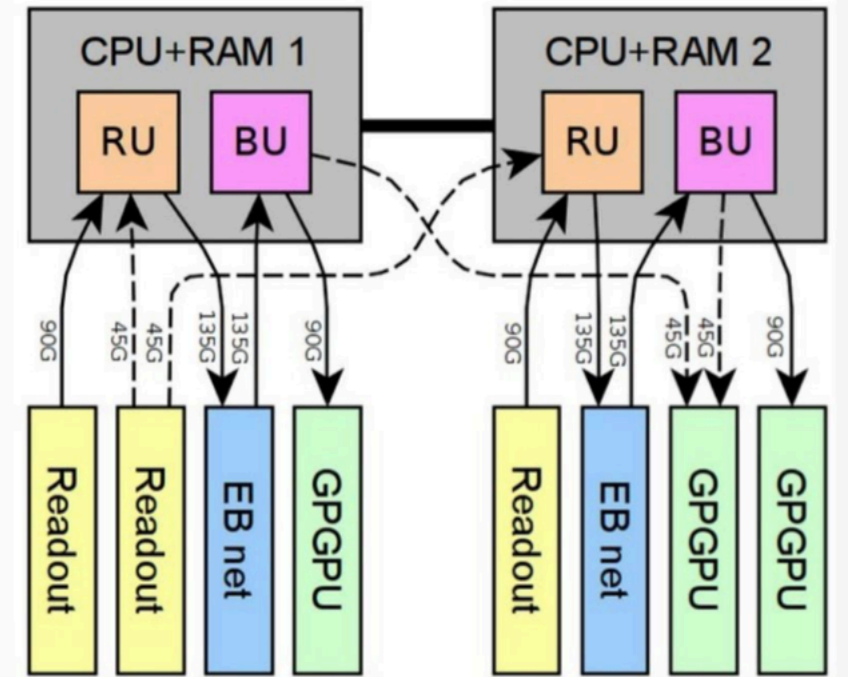 CPU+RAM 1
CPU+RAM 2
RU
BU
RU
BU
90G
45G
45G
135G
135G
90G
90G
135G
135G
45G
45G
90G
Readout
Readout
EB net
GPGPU
Readout
EB net
GPGPU
GPGPU